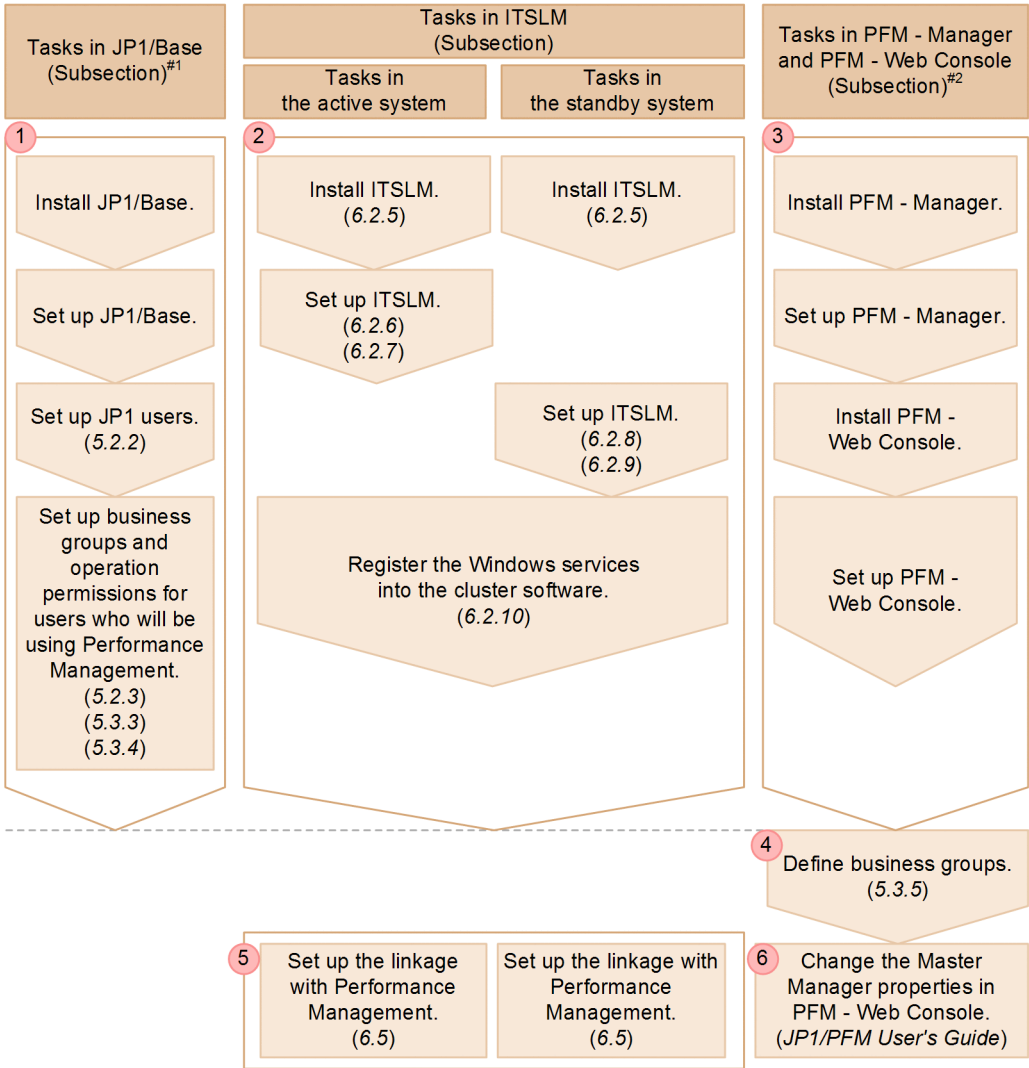 Tasks in JP1/Base
(Subsection)#1
Tasks in ITSLM
(Subsection)
Tasks in
the active system
Tasks in
the standby system
Tasks in PFM - Manager
and PFM - Web Console
(Subsection)#2
1
Install JP1/Base.
Set up JP1/Base.
Set up JP1 users.
(5.2.2)
Set up business
groups and
operation
permissions for
users who will be
using Performance
Management.
(5.2.3)
(5.3.3)
(5.3.4)
2
Install ITSLM.
(6.2.5)
Install ITSLM.
(6.2.5)
Set up ITSLM.
(6.2.6)
(6.2.7)
Set up ITSLM.
(6.2.8)
(6.2.9)
Register the Windows services
into the cluster software.
(6.2.10)
3
Install PFM - Manager.
Set up PFM - Manager.
Install PFM -
Web Console.
Set up PFM -
Web Console.
4
Define business groups.
(5.3.5)
5
Set up the linkage
with Performance
Management.
(6.5)
Set up the linkage with
Performance
Management.
(6.5)
6
Change the Master
Manager properties in
PFM - Web Console.
(JP1/PFM User's Guide)